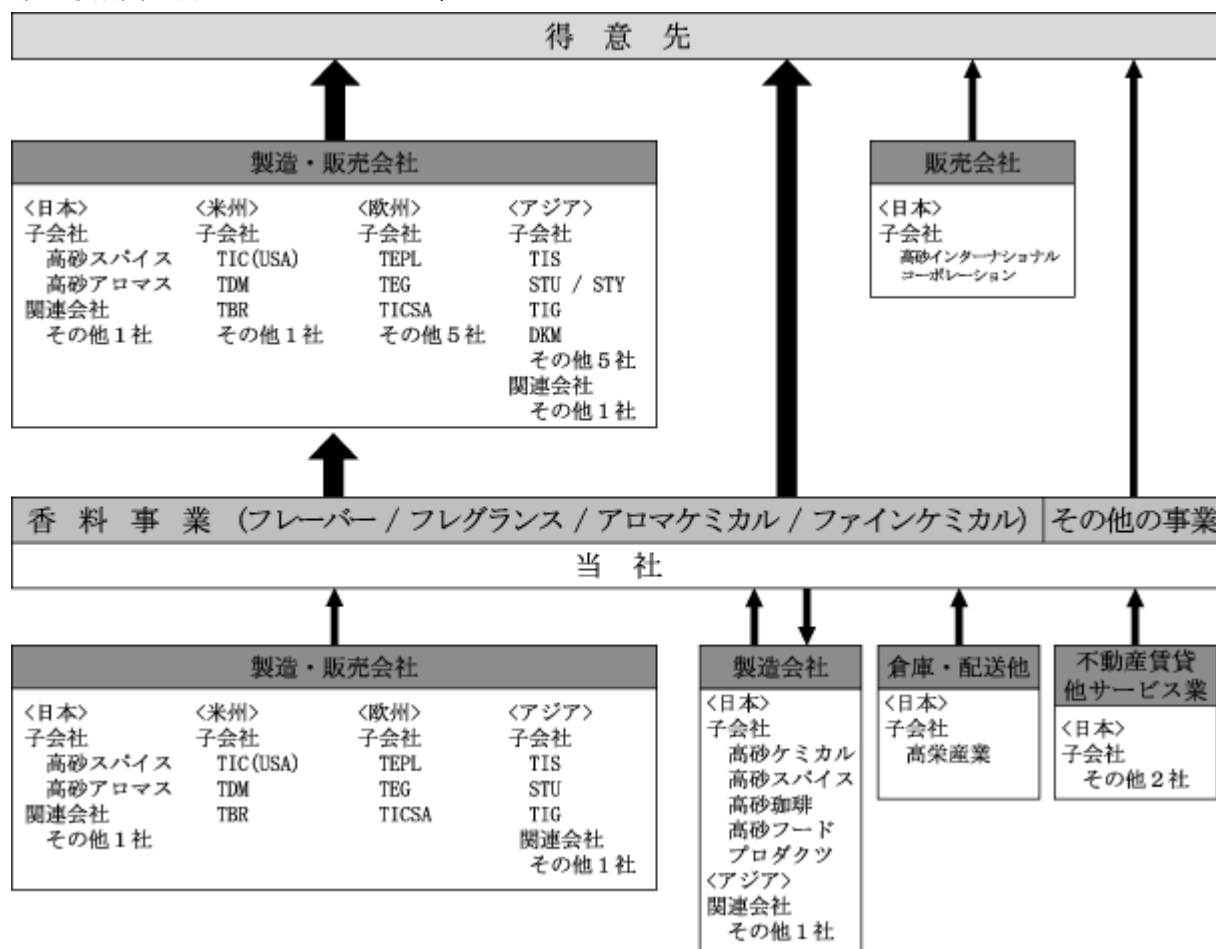 得 意 先
製造・販売会社
〈日本〉
子会社
高砂スパイス
高砂アロマス
関連会社
その他1社
〈米州〉
子会社
TIC(USA)
TDM
TBR
その他1社
〈欧州〉
子会社
TEPL
TEG
TICSA
その他5社
〈アジア〉
子会社
TIS
STU / STY
TIG
DKM
その他5社
関連会社
その他1社
販売会社
〈日本〉
子会社
高砂インターナショナル
コーポレーション
香 料 事 業 (フレーバー / フレグランス / アロマケミカル / ファインケミカル)
その他の事業
当 社
製造・販売会社
〈日本〉
子会社
高砂スパイス
高砂アロマス
関連会社
その他1社
〈米州〉
子会社
TIC(USA)
TDM
TBR
〈欧州〉
子会社
TEPL
TEG
TICSA
〈アジア〉
子会社
TIS
STU
TIG
関連会社
その他1社
製造会社
〈日本〉
子会社
高砂ケミカル
高砂スパイス
高砂珈琲
高砂フード
プロダクツ
〈アジア〉
関連会社
その他1社
倉庫・配送他
〈日本〉
子会社
高栄産業
不動産賃貸
他サービス業
〈日本〉
子会社
その他2社